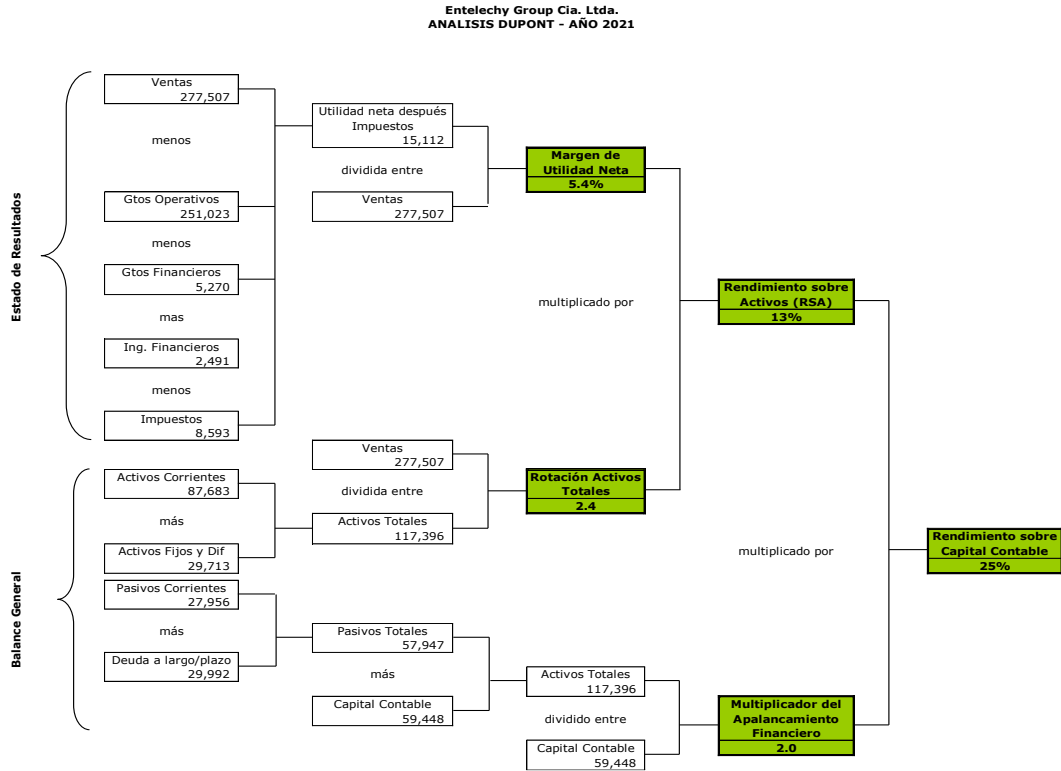 Entelechy Group Cia. Ltda.
ANALISIS DUPONT - AÑO 2021
Estado de Resultados
Ventas
277,507
menos
Gtos Operativos
251,023
menos
Gtos Financieros
5,270
mas
Ing. Financieros
2,491
menos
Impuestos
8,593
Utilidad neta después
Impuestos
15,112
dividida entre
Ventas
277,507
Margen de
Utilidad Neta
5.4%
multiplicado por
Rendimiento sobre
Activos (RSA)
13%
Balance General
Activos Corrientes
87,683
más
Activos Fijos y Dif
29,713
Pasivos Corrientes
27,956
más
Deuda a largo/plazo
29,992
Ventas
277,507
dividida entre
Activos Totales
117,396
Rotación Activos
Totales
2.4
multiplicado por
Rendimiento sobre
Capital Contable
25%
Pasivos Totales
57,947
más
Capital Contable
59,448
Activos Totales
117,396
dividido entre
Capital Contable
59,448
Multiplicador del
Apalancamiento
Financiero
2.0